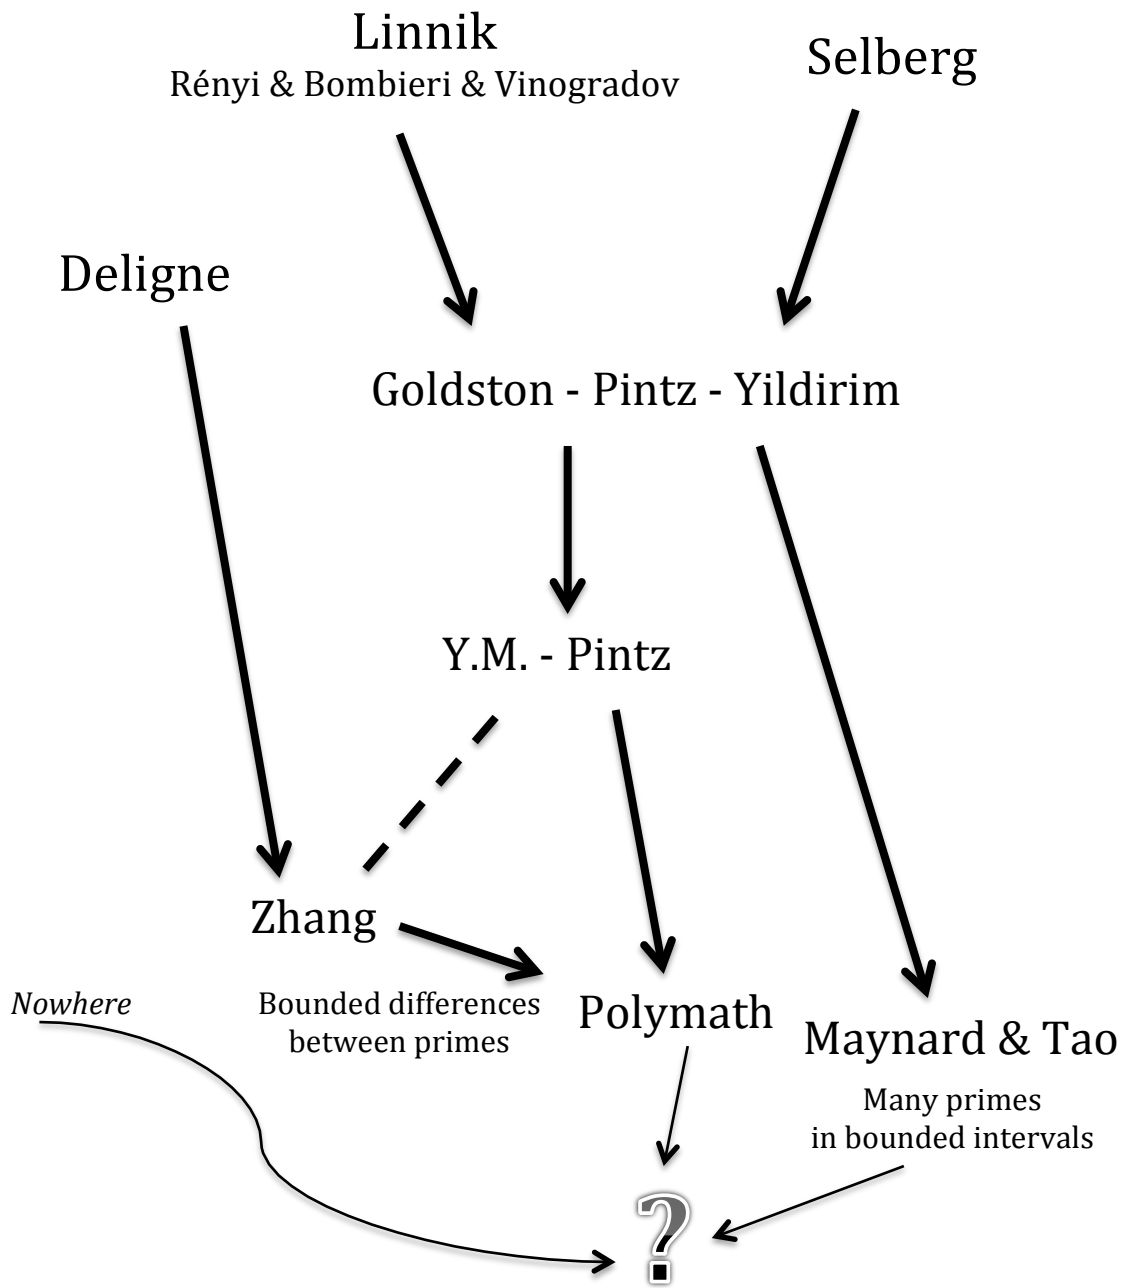 Linnik
Rényi & Bombieri & Vinogradov
Selberg
Deligne
Goldston - Pintz - Yildirim
Y.M. - Pintz
Zhang
Nowhere
Bounded differences
between primes
Polymath
Maynard & Tao
Many primes
in bounded intervals
?